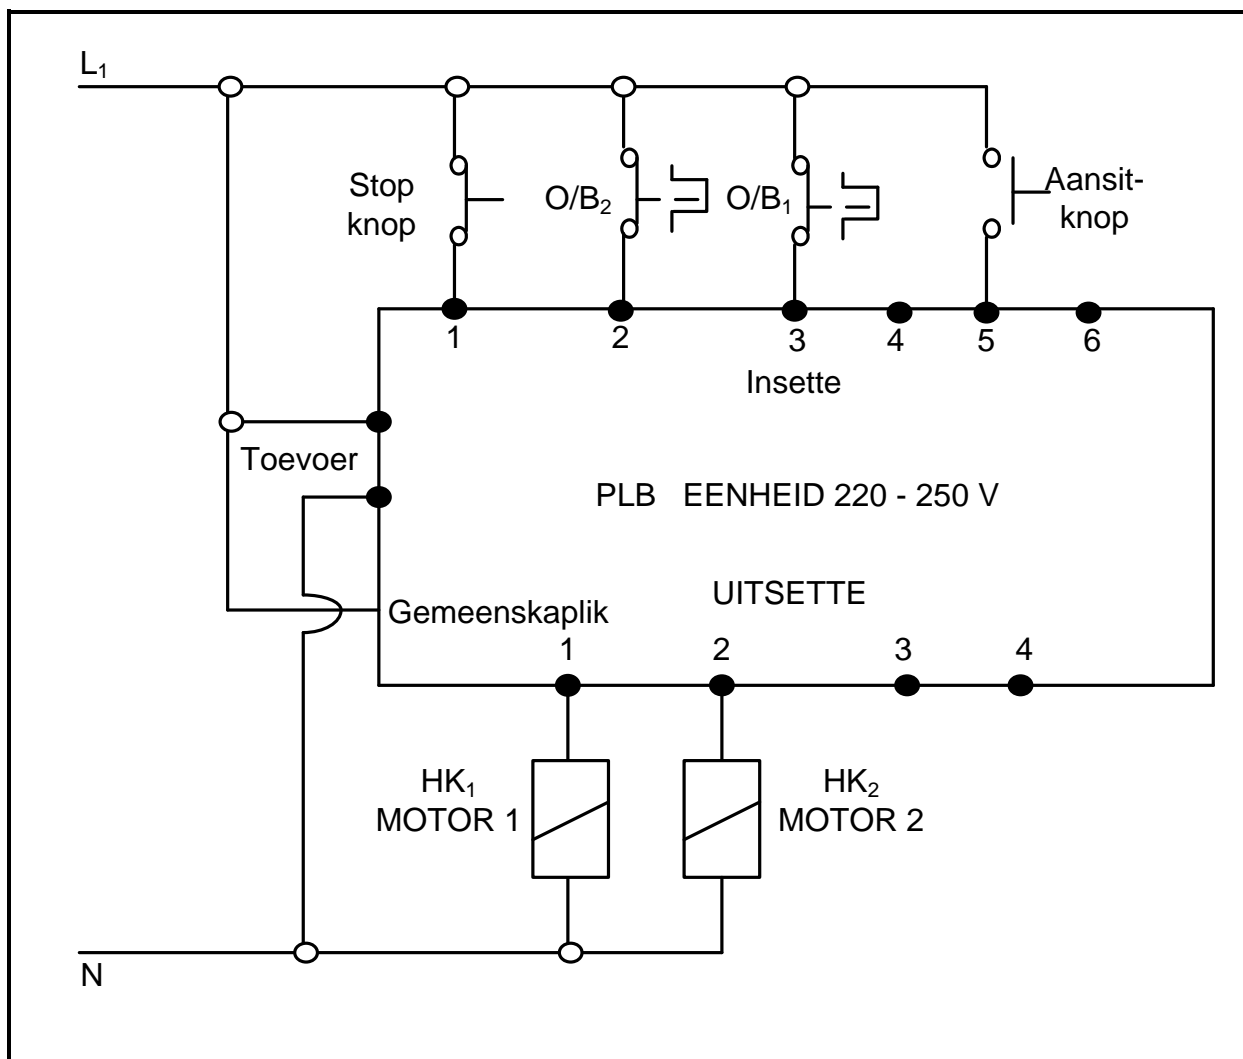 L₁
Stop
knop
O/B₂
O/B₁
Aansit-
knop
1 2 3 4 5 6
Insette
Toevoer
PLB EENHEID 220 - 250 V
UITSETTE
Gemeenskaplik
1 2 3 4
HK₁
MOTOR 1
HK₂
MOTOR 2
N